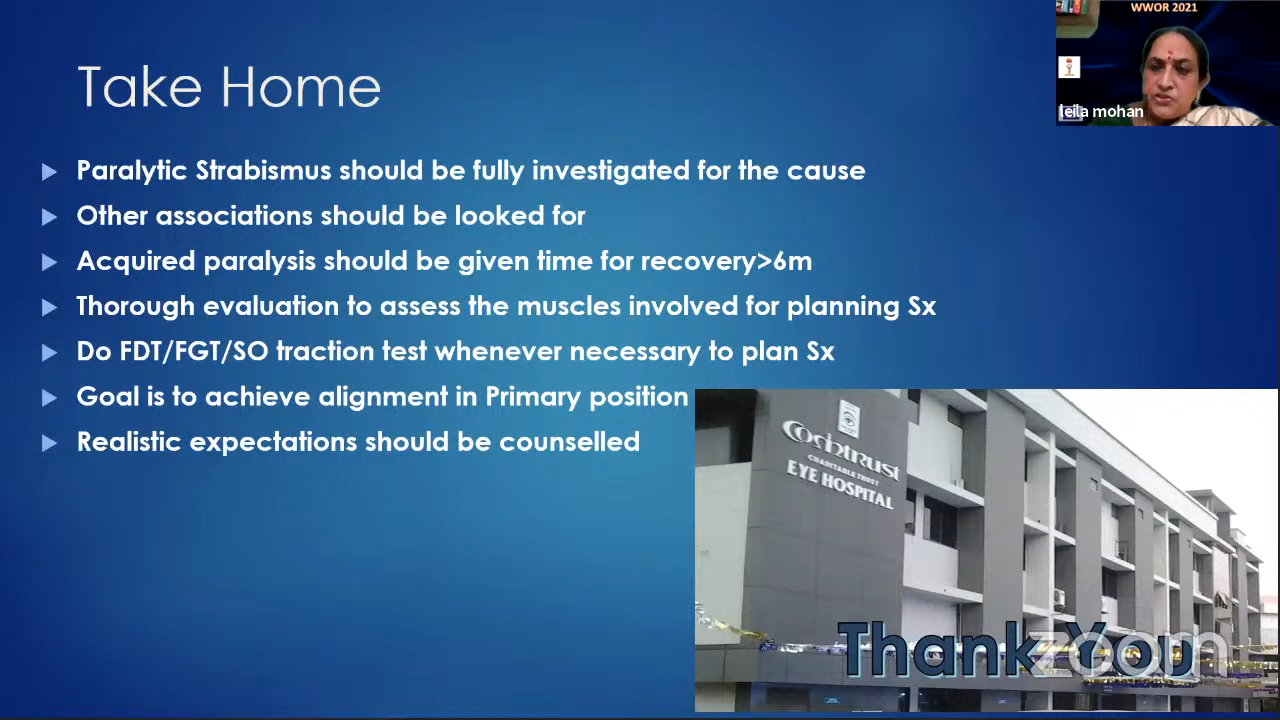 WWOR 2021
leila mohan
Take Home
Paralytic Strabismus should be fully investigated for the cause
Other associations should be looked for
Acquired paralysis should be given time for recovery>6m
Thorough evaluation to assess the muscles involved for planning Sx
Do FDT/FGT/SO traction test whenever necessary to plan Sx
Goal is to achieve alignment in Primary position
Realistic expectations should be counselled
Comtrust
CHARITABLE TRUST
EYE HOSPITAL
Thank You
zoom